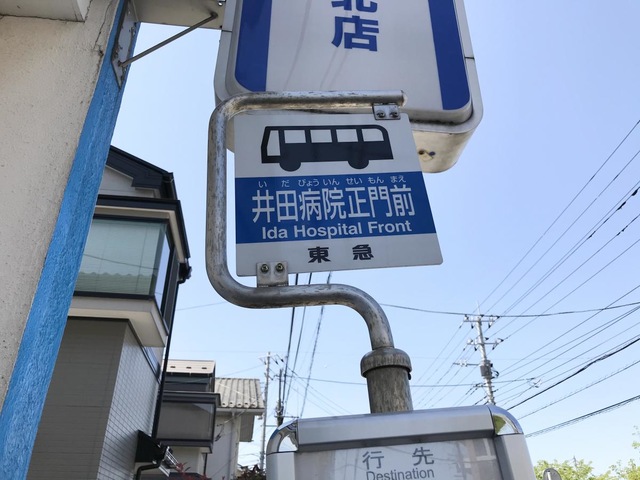 北店
いだびょういんせいもんまえ
井田病院正門前
Ida Hospital Front
東急
行先
Destination